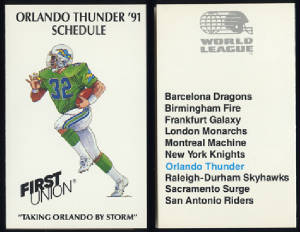 ORLANDO THUNDER '91
SCHEDULE
32
FIRST
UNION®
"TAKING ORLANDO BY STORM"
WORLD
LEAGUE
Barcelona Dragons
Birmingham Fire
Frankfurt Galaxy
London Monarchs
Montreal Machine
New York Knights
Orlando Thunder
Raleigh-Durham Skyhawks
Sacramento Surge
San Antonio Riders